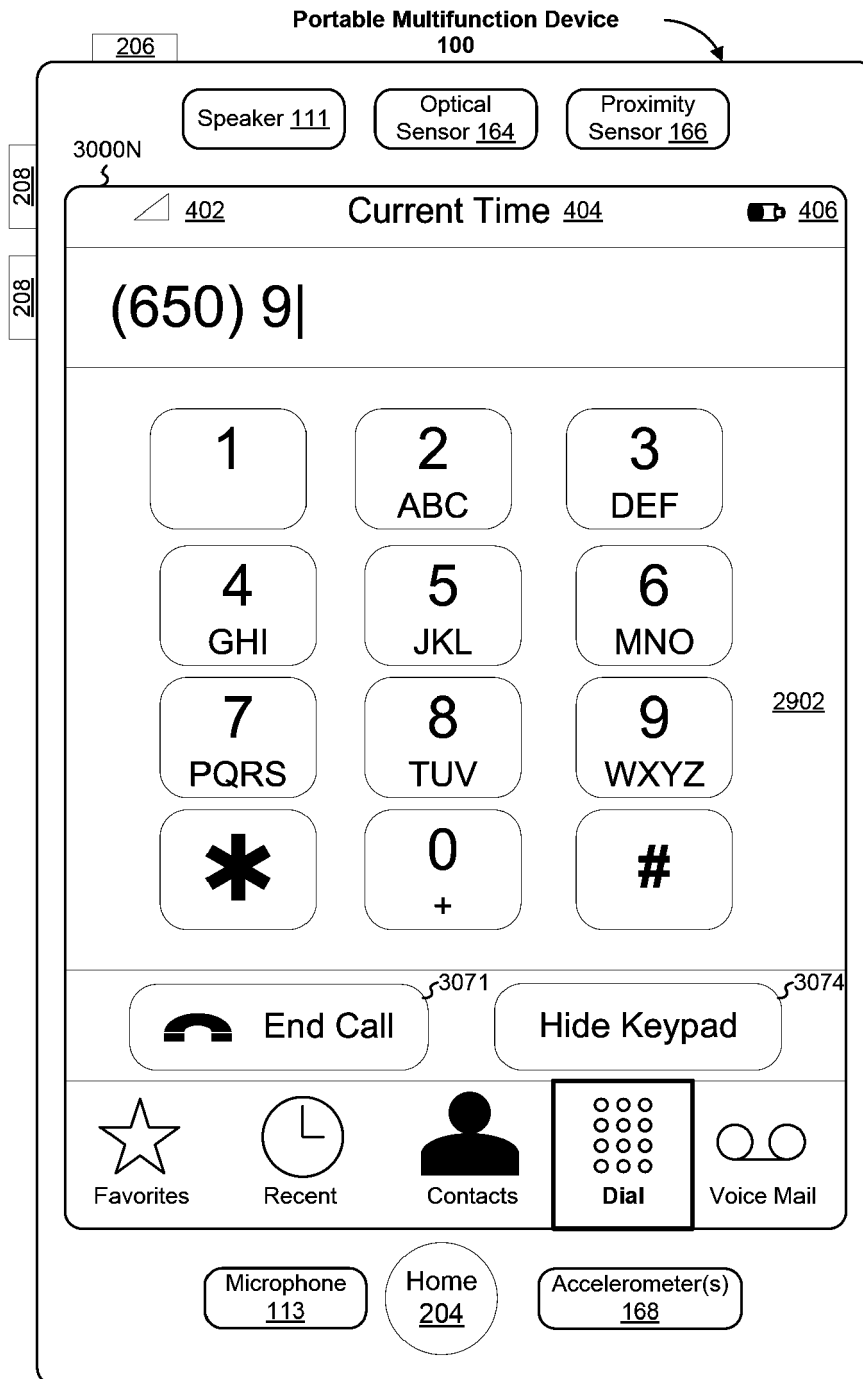 Portable Multifunction Device
100
206
Speaker 111
Optical
Sensor 164
Proximity
Sensor 166
3000N
208
208
402
Current Time 404
406
(650) 9|
1
2
ABC
3
DEF
4
GHI
5
JKL
6
MNO
7
PQRS
8
TUV
9
WXYZ
2902
*
0
+
#
End Call
3071
Hide Keypad
3074
Favorites
Recent
Contacts
Dial
Voice Mail
Microphone
113
Home
204
Accelerometer(s)
168